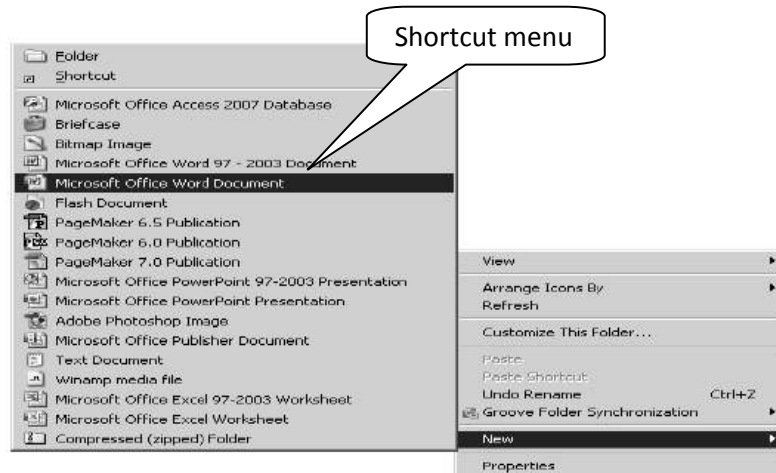 Shortcut menu
Folder
Shortcut
Microsoft Office Access 2007 Database
Briefcase
Bitmap Image
Microsoft Office Word 97 - 2003 Document
Microsoft Office Word Document
Flash Document
PageMaker 6.5 Publication
PageMaker 6.0 Publication
PageMaker 7.0 Publication
Microsoft Office PowerPoint 97-2003 Presentation
Microsoft Office PowerPoint Presentation
Adobe Photoshop Image
Microsoft Office Publisher Document
Text Document
Winamp media file
Microsoft Office Excel 97-2003 Worksheet
Microsoft Office Excel Worksheet
Compressed (zipped) Folder
View
Arrange Icons By
Refresh
Customize This Folder...
Paste
Paste Shortcut
Undo Rename Ctrl+Z
Groove Folder Synchronization
New
Properties